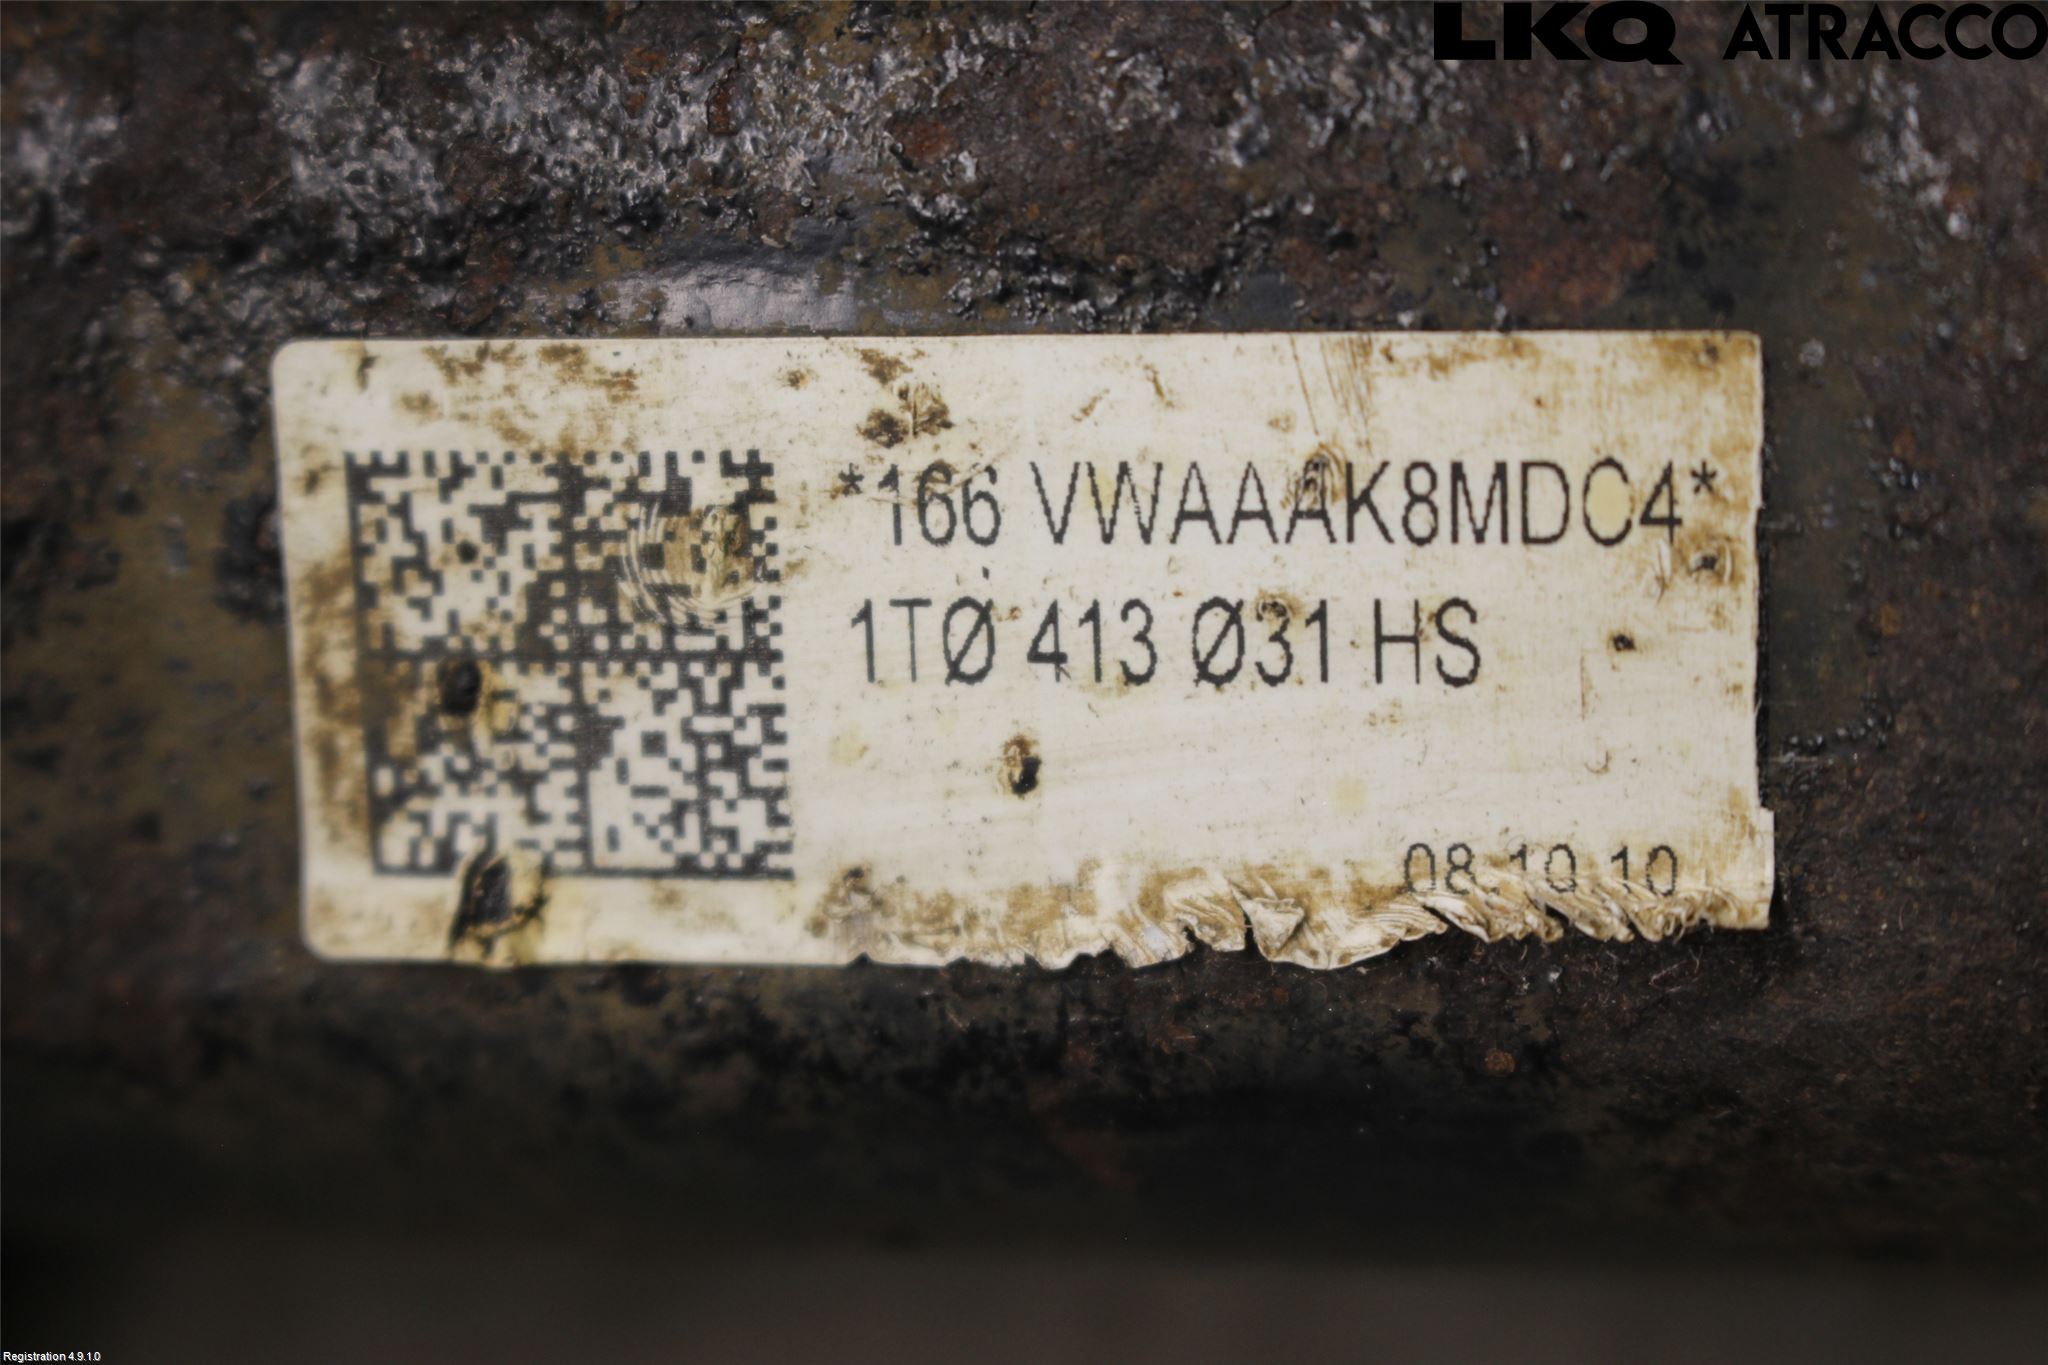 LKQ ATRACCO
*166 VWAAAK8MDC4*
1TØ 413 Ø31 HS
08.10.10
Registration 4.9.1.0